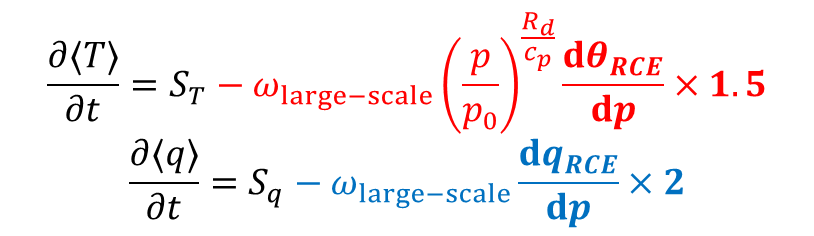 ∂⟨T⟩/∂t = S_T − ω_large−scale (p/p_0)^(R_d/c_p) dθ_RCE/dp × 1.5
∂⟨q⟩/∂t = S_q − ω_large−scale dq_RCE/dp × 2